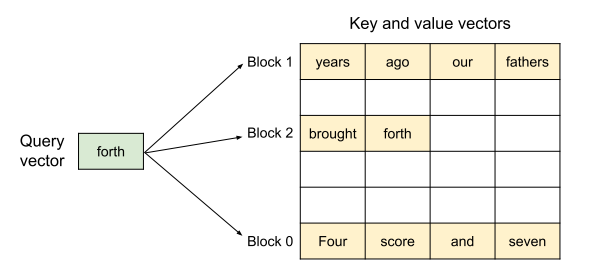 Key and value vectors
Block 1 years ago our fathers
Block 2 brought forth
Query vector forth
Block 0 Four score and seven